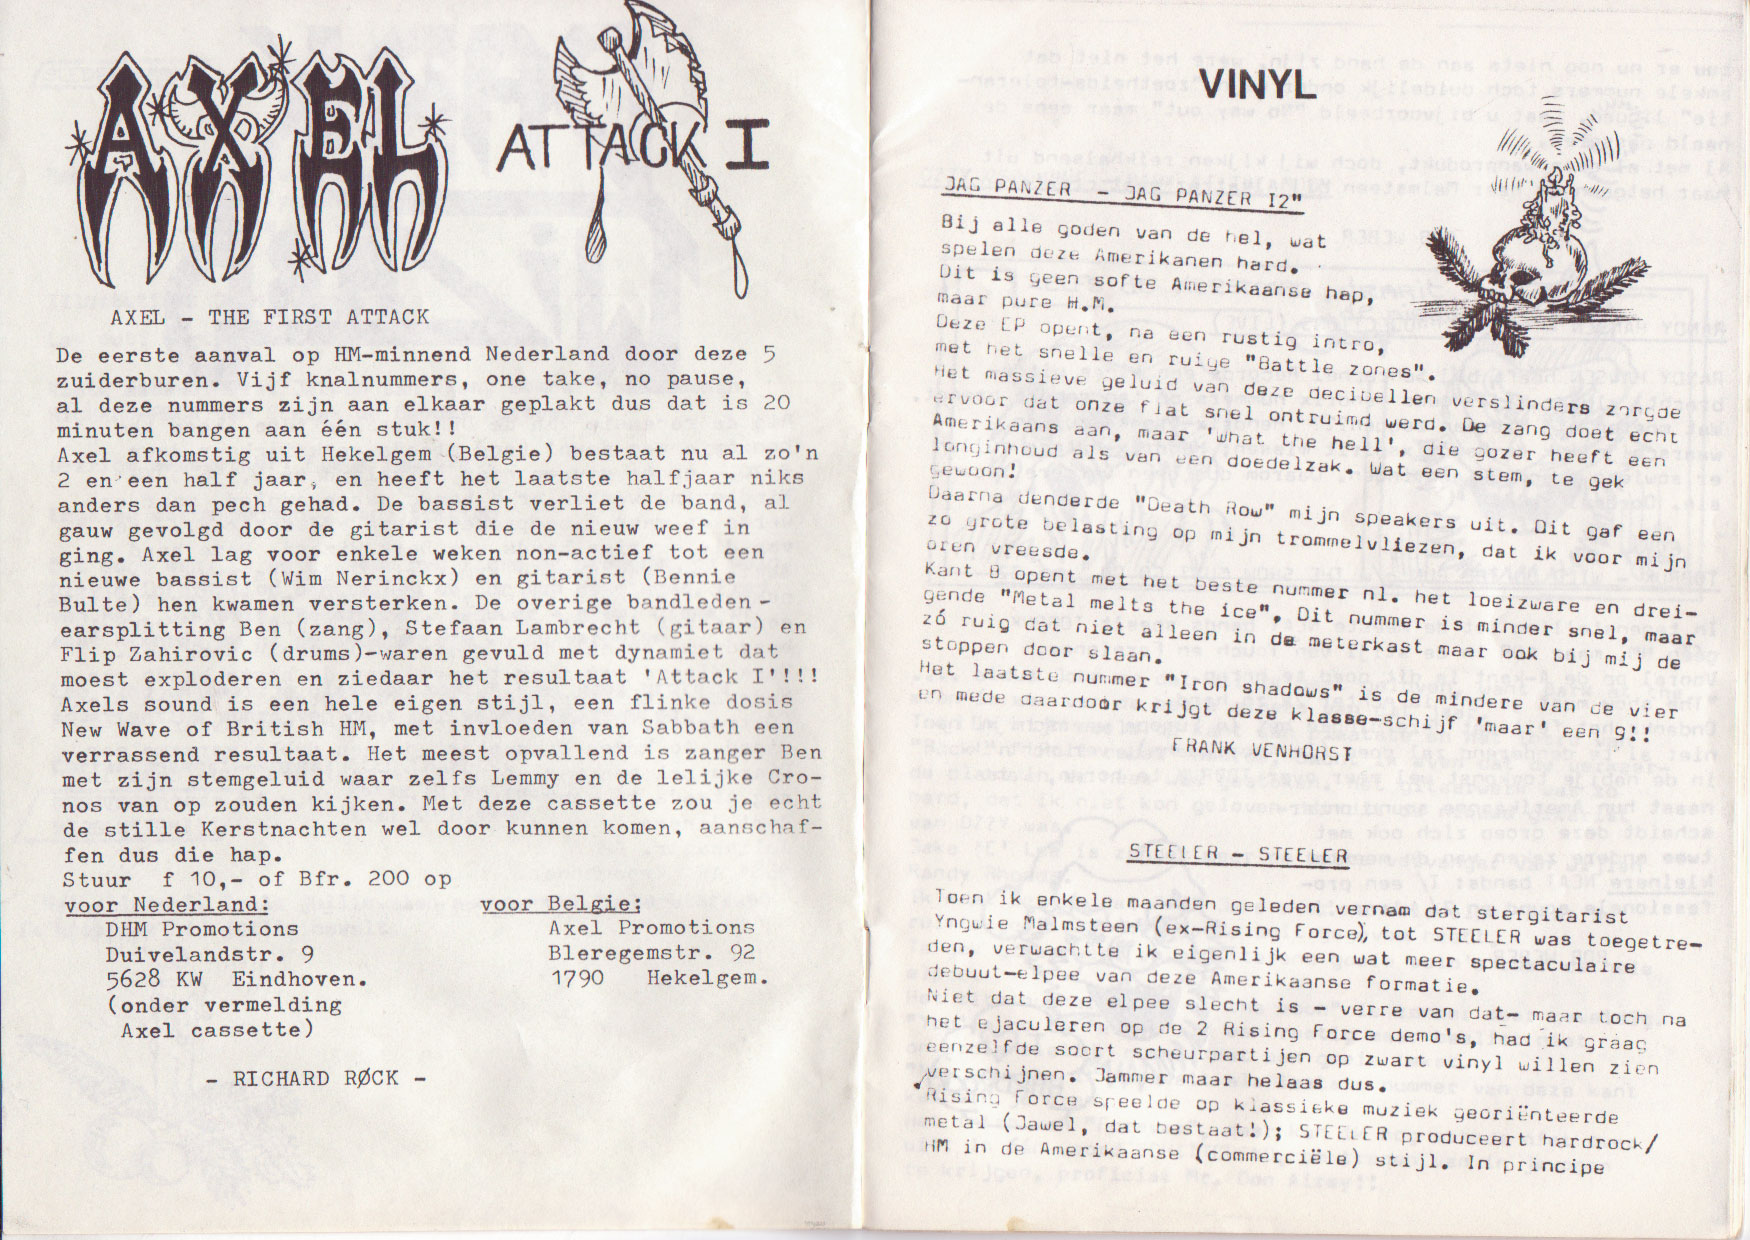 AXEL
ATTACK I
AXEL - THE FIRST ATTACK
De eerste aanval op HM-minnend Nederland door deze 5
zuiderburen. Vijf knalnummers, one take, no pause,
al deze nummers zijn aan elkaar geplakt dus dat is 20
minuten bangen aan één stuk!!
Axel afkomstig uit Hekelgem (Belgie) bestaat nu al zo'n
2 en een half jaar, en heeft het laatste halfjaar niks
anders dan pech gehad. De bassist verliet de band, al
gauw gevolgd door de gitarist die de nieuw weef in
ging. Axel lag voor enkele weken non-actief tot een
nieuwe bassist (Wim Nerinckx) en gitarist (Bennie
Bulte) hen kwamen versterken. De overige bandleden -
earsplitting Ben (zang), Stefaan Lambrecht (gitaar) en
Flip Zahirovic (drums)-waren gevuld met dynamiet dat
moest exploderen en ziedaar het resultaat 'Attack I'!!!
Axels sound is een hele eigen stijl, een flinke dosis
New Wave of British HM, met invloeden van Sabbath een
verrassend resultaat. Het meest opvallend is zanger Ben
met zijn stemgeluid waar zelfs Lemmy en de lelijke Cro-
nos van op zouden kijken. Met deze cassette zou je echt
de stille Kerstnachten wel door kunnen komen, aanschaf-
fen dus die hap.
Stuur f 10,- of Bfr. 200 op
voor Nederland:
DHM Promotions
Duivelandstr. 9
5628 KW Eindhoven.
(onder vermelding
Axel cassette)
voor Belgie:
Axel Promotions
Bleregemstr. 92
1790 Hekelgem.
- RICHARD RØCK -
VINYL
JAG PANZER - JAG PANZER I2"
Bij alle goden van de hel, wat
spelen deze Amerikanen hard.
Dit is geen softe Amerikaanse hap,
maar pure H.M.
Deze EP opent, na een rustig intro,
met het snelle en ruige "Battle zones".
Het massieve geluid van deze decibellen verslinders zorgde
ervoor dat onze flat snel ontruimd werd. De zang doet echt
Amerikaans aan, maar 'what the hell', die gozer heeft een
longinhoud als van een doedelzak. Wat een stem, te gek
gewoon!
Daarna denderde "Death Row" mijn speakers uit. Dit gaf een
zo grote belasting op mijn trommelvliezen, dat ik voor mijn
oren vreesde.
Kant B opent met het beste nummer nl. het loeizware en drei-
gende "Metal melts the ice". Dit nummer is minder snel, maar
zó ruig dat niet alleen in de meterkast maar ook bij mij de
stoppen door slaan.
Het laatste nummer "Iron shadows" is de mindere van de vier
en mede daardoor krijgt deze klasse-schijf 'maar' een 9!!
FRANK VENHORST
STEELER - STEELER
Toen ik enkele maanden geleden vernam dat stergitarist
Yngwie Malmsteen (ex-Rising Force), tot STEELER was toegetre-
den, verwachtte ik eigenlijk een wat meer spectaculaire
debuut-elpee van deze Amerikaanse formatie.
Niet dat deze elpee slecht is - verre van dat- maar toch na
het ejaculeren op de 2 Rising Force demo's, had ik graag
eenzelfde soort scheurpartijen op zwart vinyl willen zien
verschijnen. Jammer maar helaas dus.
Rising Force speelde op klassieke muziek georiënteerde
metal (Jawel, dat bestaat!); STEELER produceert hardrock/
HM in de Amerikaanse (commerciële) stijl. In principe